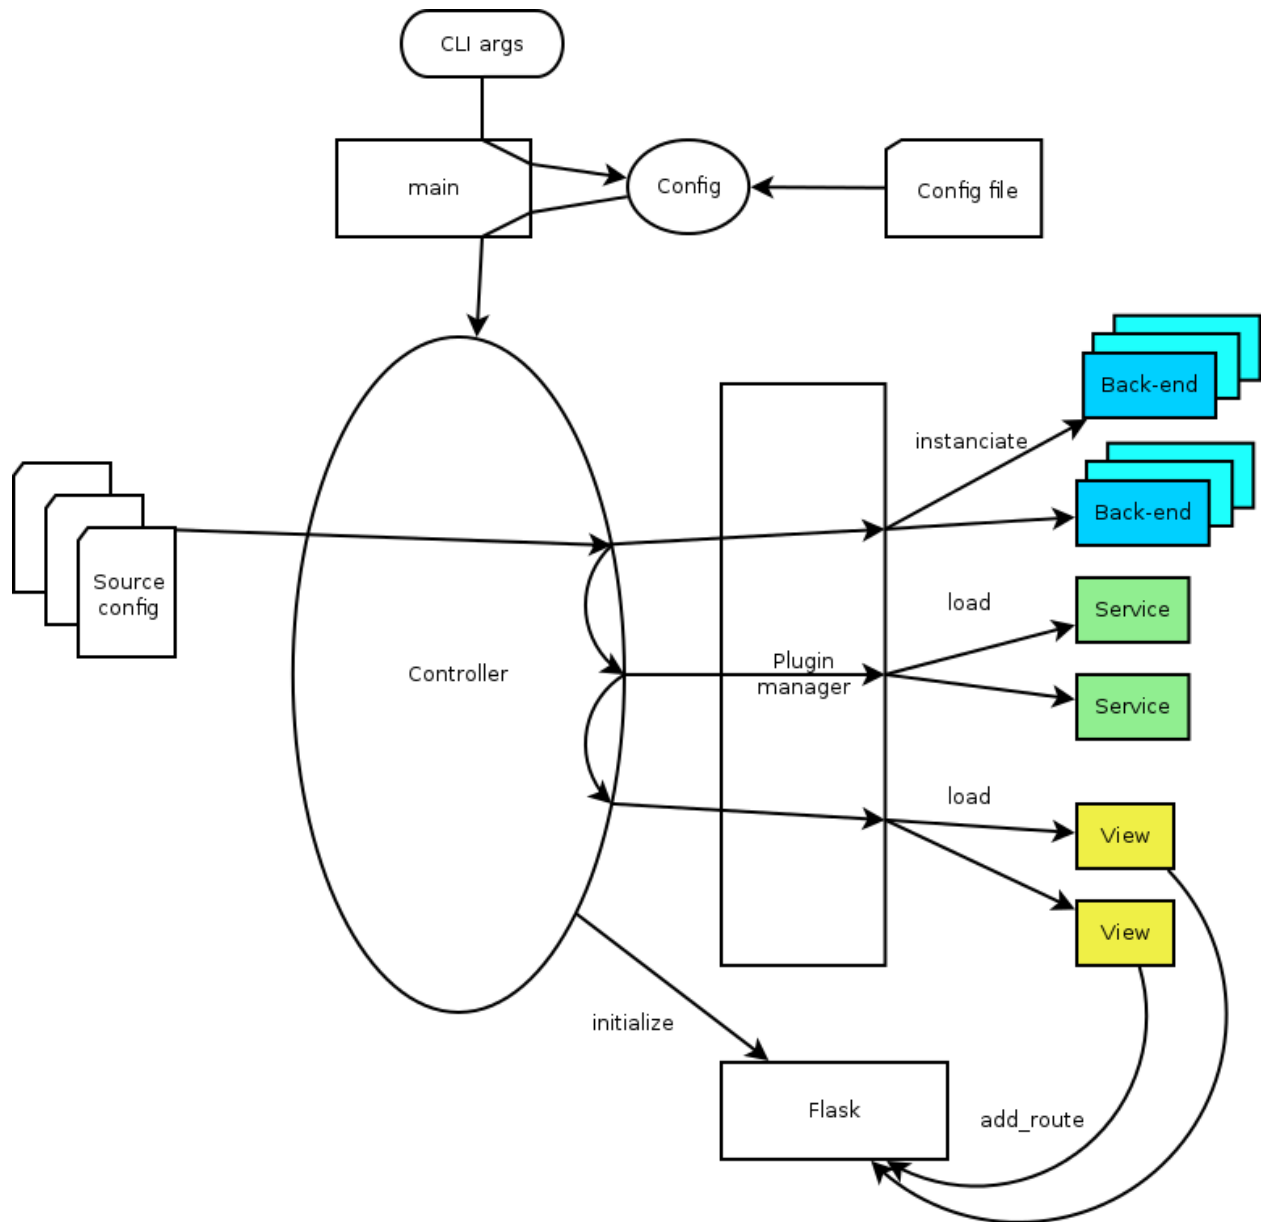 CLI args
main
Config
Config file
Back-end
instanciate
Back-end
Source
config
load
Service
Controller
Plugin
manager
Service
load
View
View
initialize
Flask
add_route